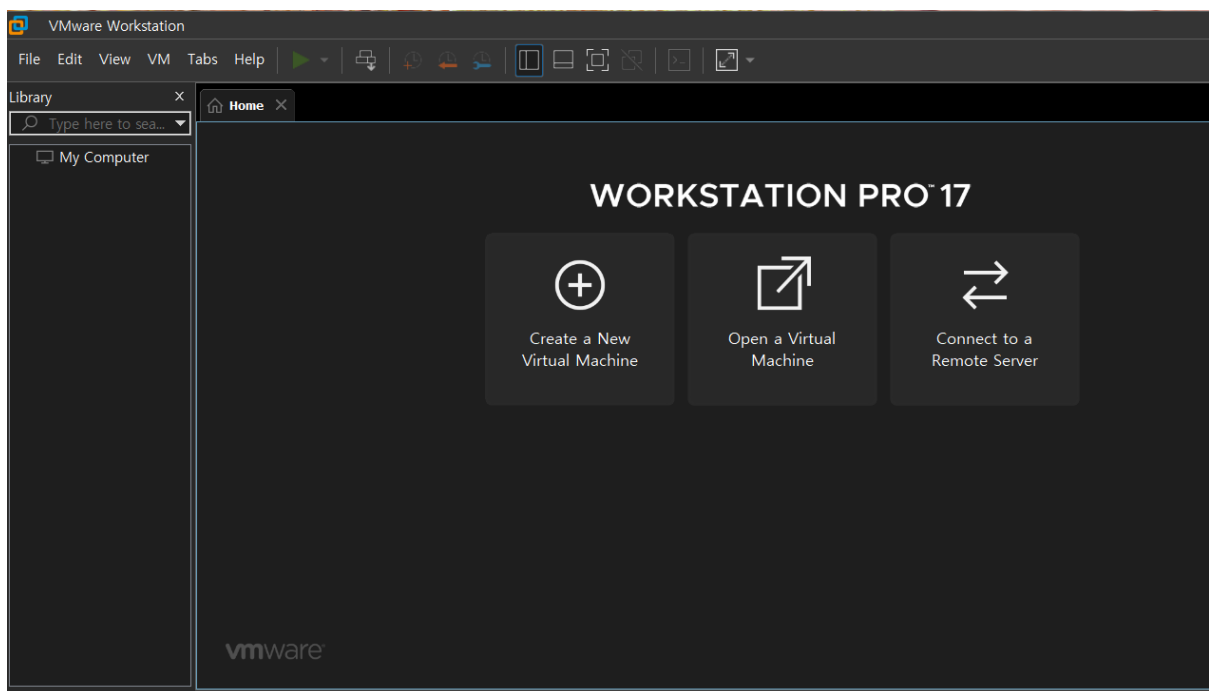 VMware Workstation
File Edit View VM Tabs Help
Library
Home
Type here to sea...
My Computer
WORKSTATION PRO™ 17
Create a New
Virtual Machine
Open a Virtual
Machine
Connect to a
Remote Server
vmware